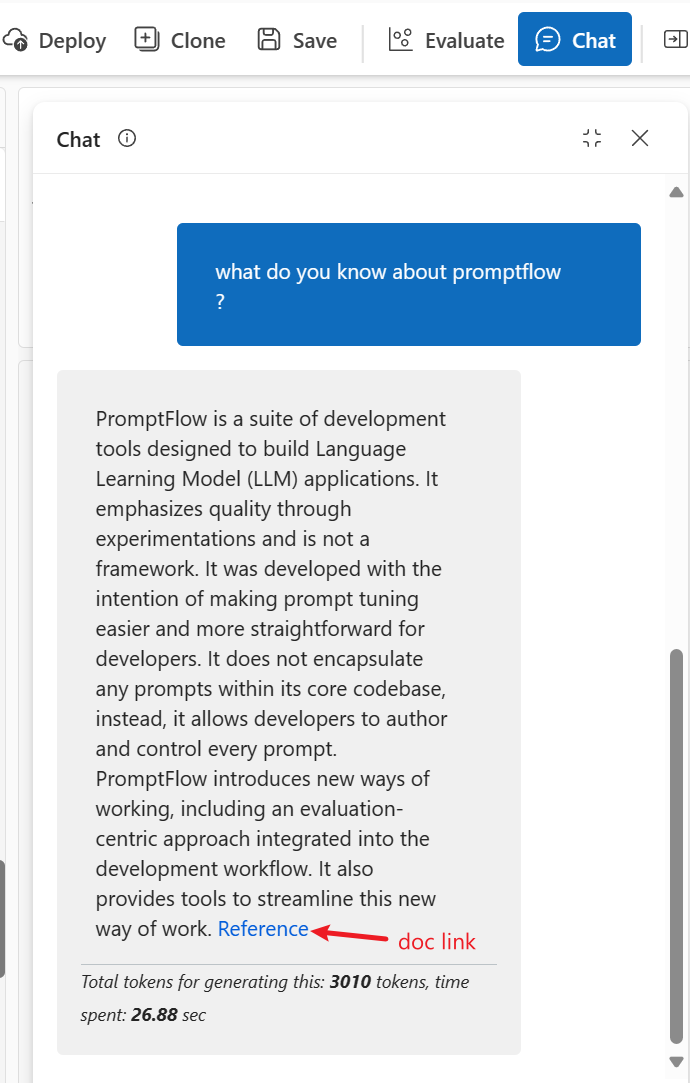 Deploy Clone Save Evaluate Chat
Chat
what do you know about promptflow
?
PromptFlow is a suite of development
tools designed to build Language
Learning Model (LLM) applications. It
emphasizes quality through
experimentations and is not a
framework. It was developed with the
intention of making prompt tuning
easier and more straightforward for
developers. It does not encapsulate
any prompts within its core codebase,
instead, it allows developers to author
and control every prompt.
PromptFlow introduces new ways of
working, including an evaluation-
centric approach integrated into the
development workflow. It also
provides tools to streamline this new
way of work. Reference
doc link
Total tokens for generating this: 3010 tokens, time
spent: 26.88 sec